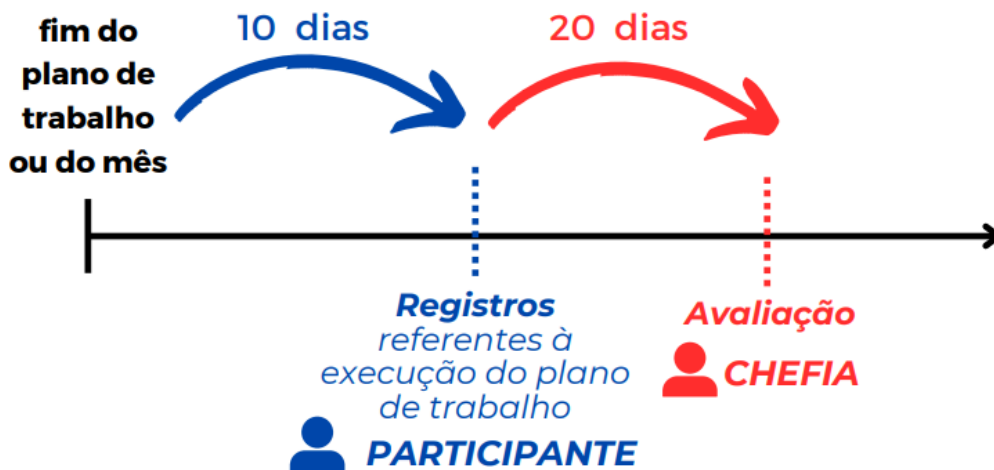 fim do
plano de
trabalho
ou do mês
10 dias
20 dias
Registros
referentes à
execução do plano
de trabalho
PARTICIPANTE
Avaliação
CHEFIA